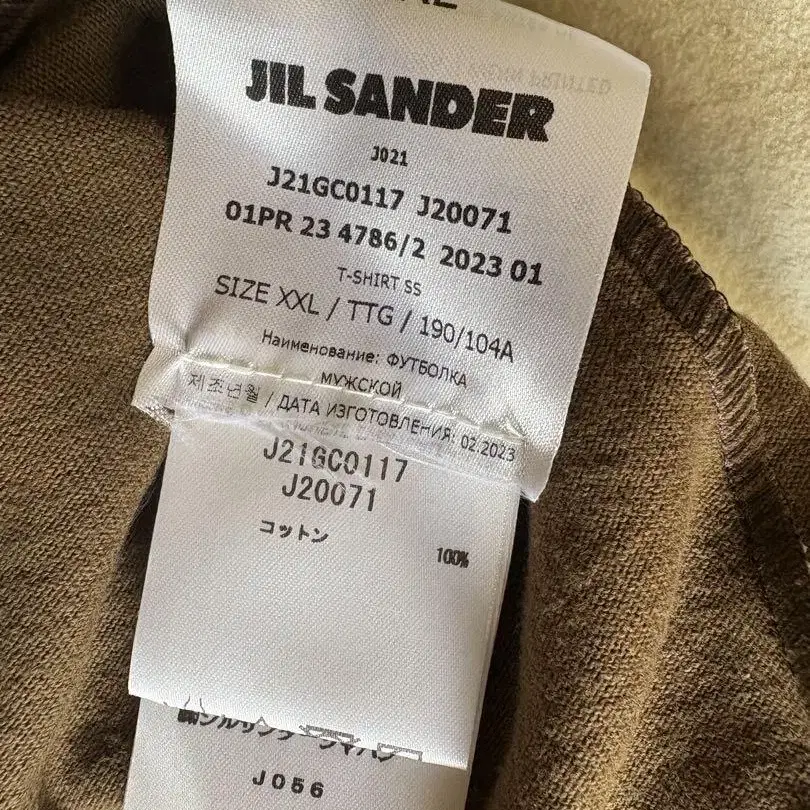 JIL SANDER
J021
J21GC0117 J20071
01PR 23 4786/2 2023 01
T-SHIRT SS
SIZE XXL / TTG / 190/104A
Наименование: ФУТБОЛКА
МУЖСКОЙ
제조년월 / ДАТА ИЗГОТОВЛЕНИЯ: 02.2023
J21GC0117
J20071
コットン
100%
J056